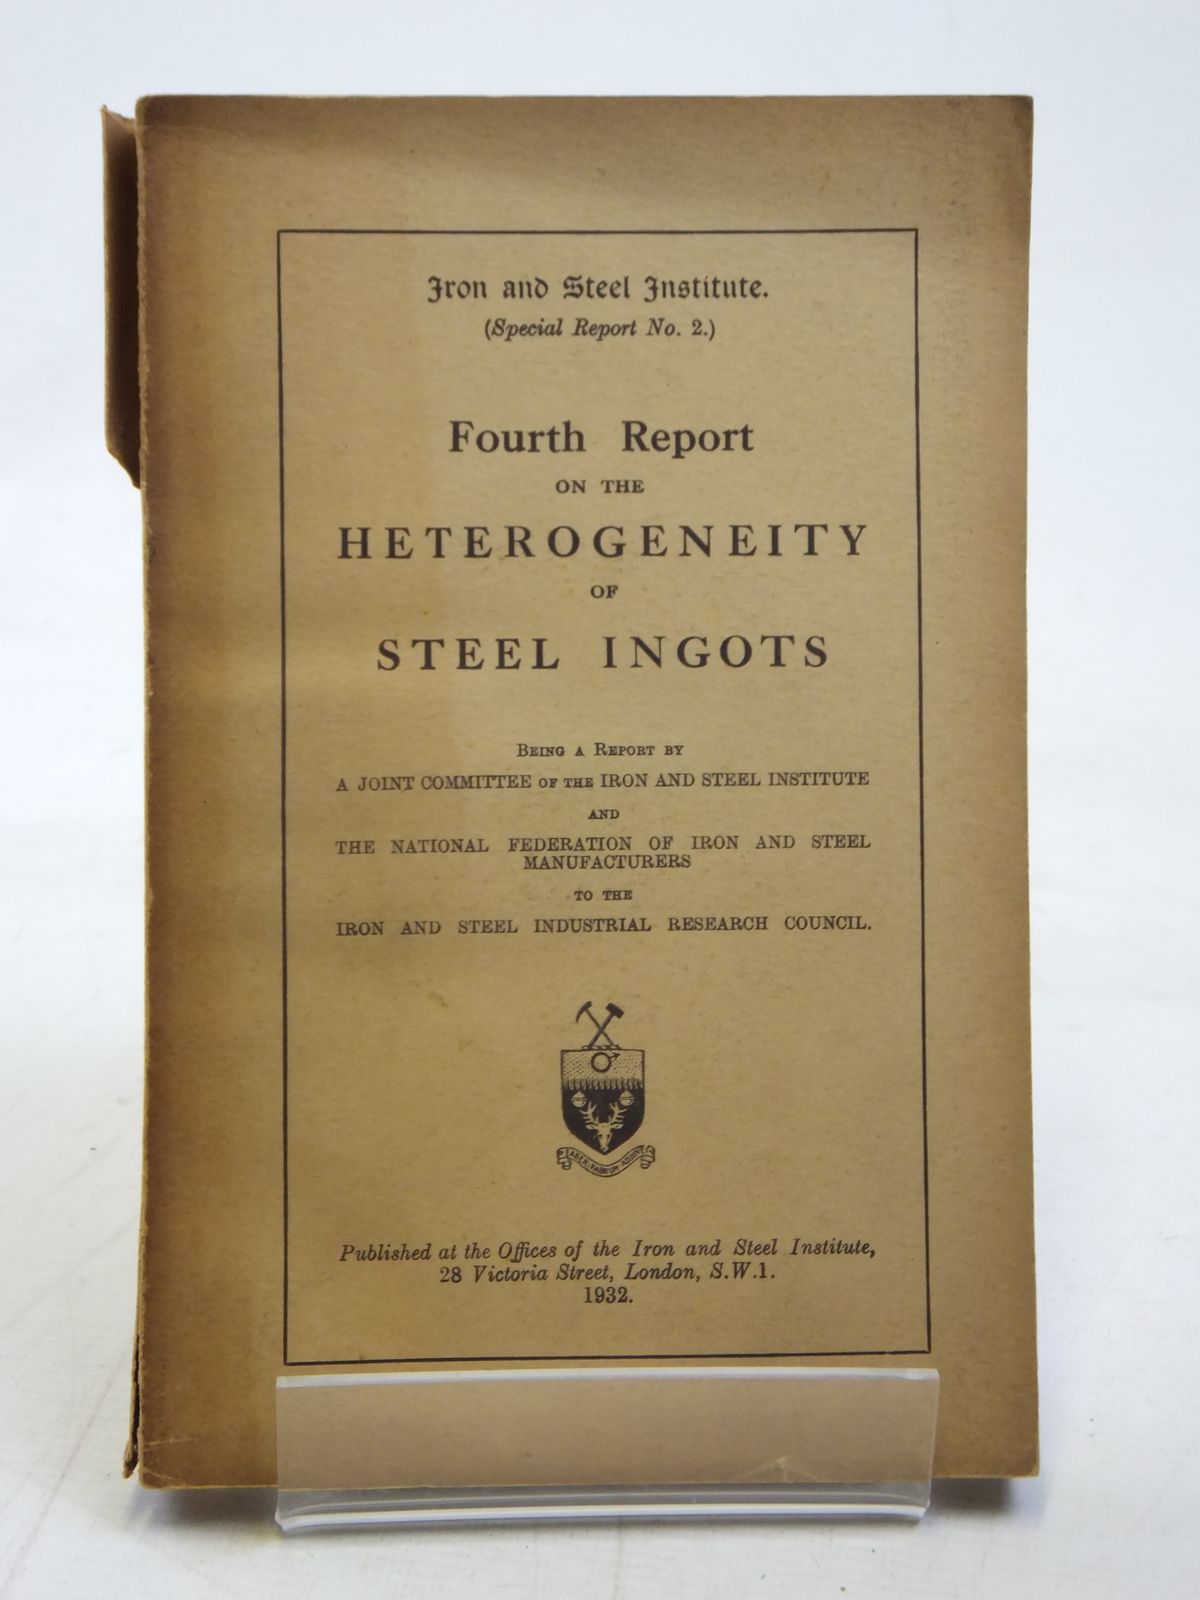 Iron and Steel Institute.
(Special Report No. 2.)
Fourth Report
ON THE
HETEROGENEITY
OF
STEEL INGOTS
BEING A REPORT BY
A JOINT COMMITTEE OF THE IRON AND STEEL INSTITUTE
AND
THE NATIONAL FEDERATION OF IRON AND STEEL
MANUFACTURERS
TO THE
IRON AND STEEL INDUSTRIAL RESEARCH COUNCIL.
FABER·FABRUM ADJUVET
Published at the Offices of the Iron and Steel Institute,
28 Victoria Street, London, S.W.1.
1932.